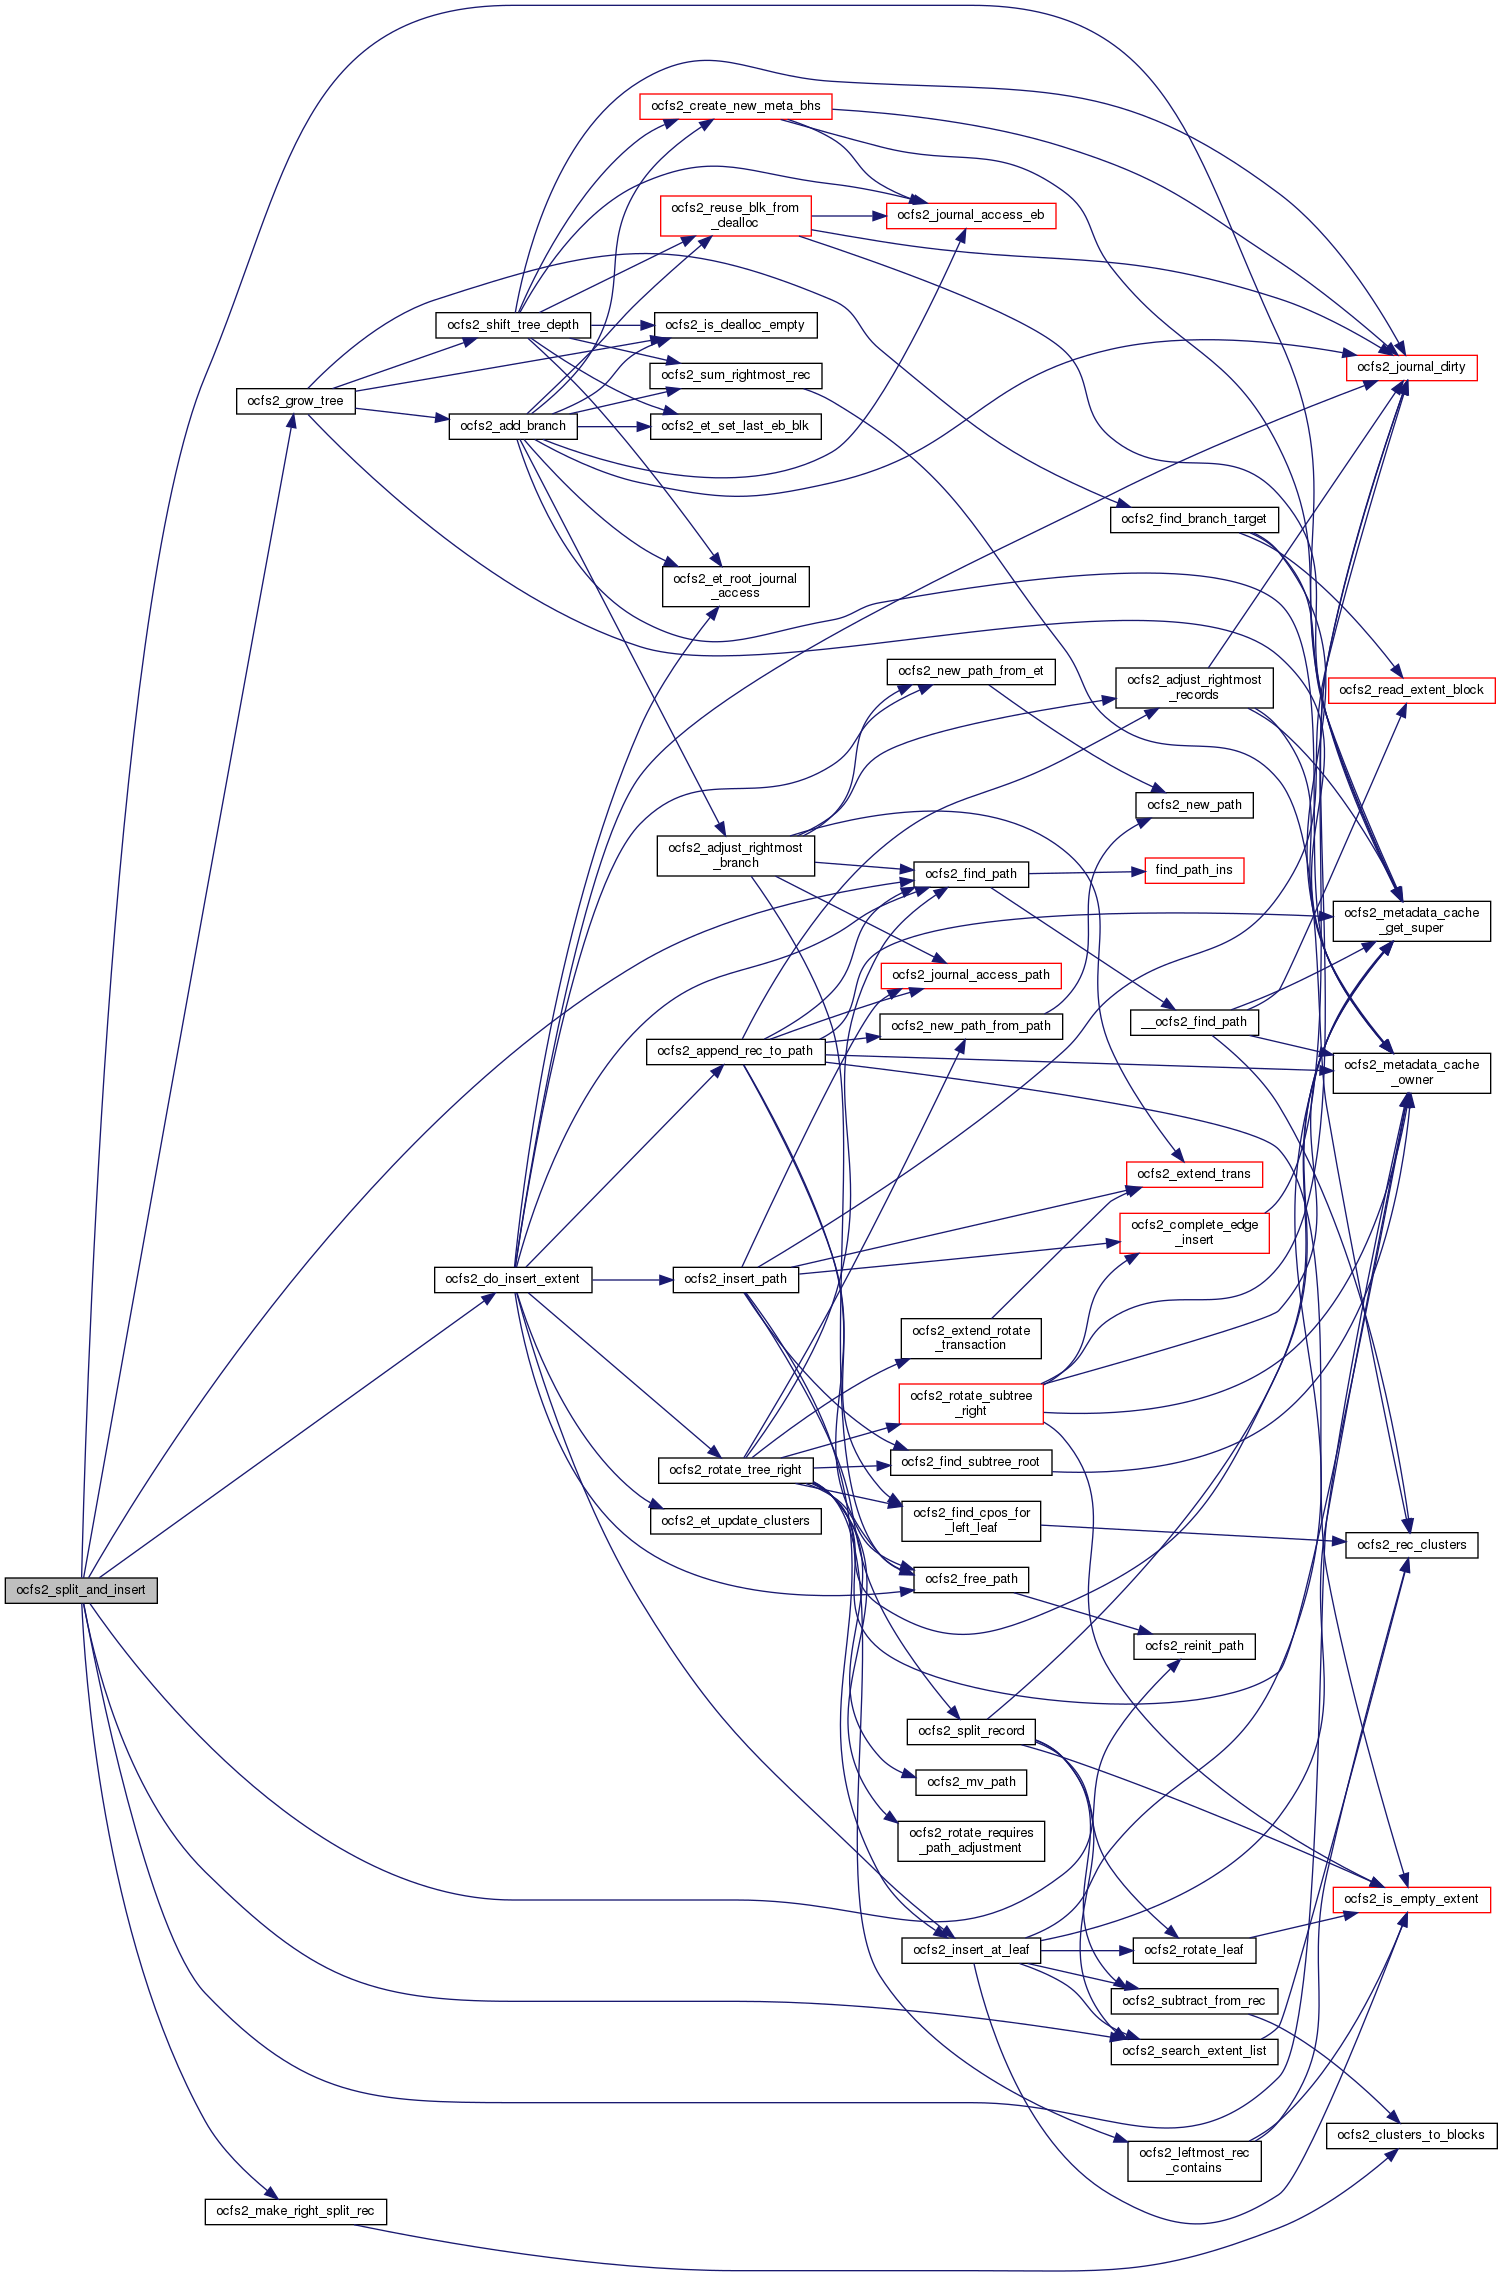 ocfs2_create_new_meta_bhs
ocfs2_reuse_blk_from
_dealloc
ocfs2_journal_access_eb
ocfs2_shift_tree_depth
ocfs2_is_dealloc_empty
ocfs2_sum_rightmost_rec
ocfs2_journal_dirty
ocfs2_grow_tree
ocfs2_add_branch
ocfs2_et_set_last_eb_blk
ocfs2_find_branch_target
ocfs2_et_root_journal
_access
ocfs2_new_path_from_et
ocfs2_adjust_rightmost
_records
ocfs2_read_extent_block
ocfs2_new_path
ocfs2_adjust_rightmost
_branch
ocfs2_find_path
find_path_ins
ocfs2_metadata_cache
_get_super
ocfs2_journal_access_path
ocfs2_new_path_from_path
__ocfs2_find_path
ocfs2_append_rec_to_path
ocfs2_metadata_cache
_owner
ocfs2_extend_trans
ocfs2_complete_edge
_insert
ocfs2_do_insert_extent
ocfs2_insert_path
ocfs2_extend_rotate
_transaction
ocfs2_rotate_subtree
_right
ocfs2_rotate_tree_right
ocfs2_find_subtree_root
ocfs2_et_update_clusters
ocfs2_find_cpos_for
_left_leaf
ocfs2_rec_clusters
ocfs2_split_and_insert
ocfs2_free_path
ocfs2_reinit_path
ocfs2_split_record
ocfs2_mv_path
ocfs2_rotate_requires
_path_adjustment
ocfs2_is_empty_extent
ocfs2_insert_at_leaf
ocfs2_rotate_leaf
ocfs2_subtract_from_rec
ocfs2_search_extent_list
ocfs2_clusters_to_blocks
ocfs2_leftmost_rec
_contains
ocfs2_make_right_split_rec